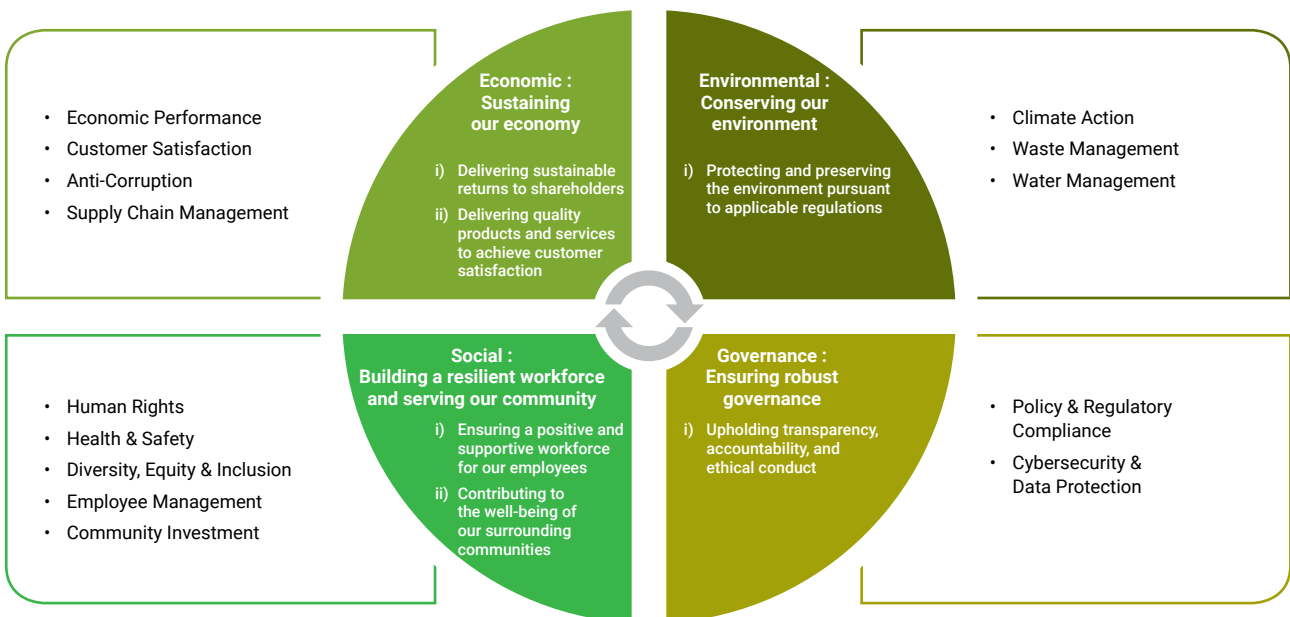 • Economic Performance
• Customer Satisfaction
• Anti-Corruption
• Supply Chain Management
Economic :
Sustaining
our economy
i) Delivering sustainable
returns to shareholders
ii) Delivering quality
products and services
to achieve customer
satisfaction
Environmental :
Conserving our
environment
i) Protecting and preserving
the environment pursuant
to applicable regulations
• Climate Action
• Waste Management
• Water Management
• Human Rights
• Health & Safety
• Diversity, Equity & Inclusion
• Employee Management
• Community Investment
Social :
Building a resilient workforce
and serving our community
i) Ensuring a positive and
supportive workforce
for our employees
ii) Contributing to
the well-being of
our surrounding
communities
Governance :
Ensuring robust
governance
i) Upholding transparency,
accountability, and
ethical conduct
• Policy & Regulatory
Compliance
• Cybersecurity &
Data Protection